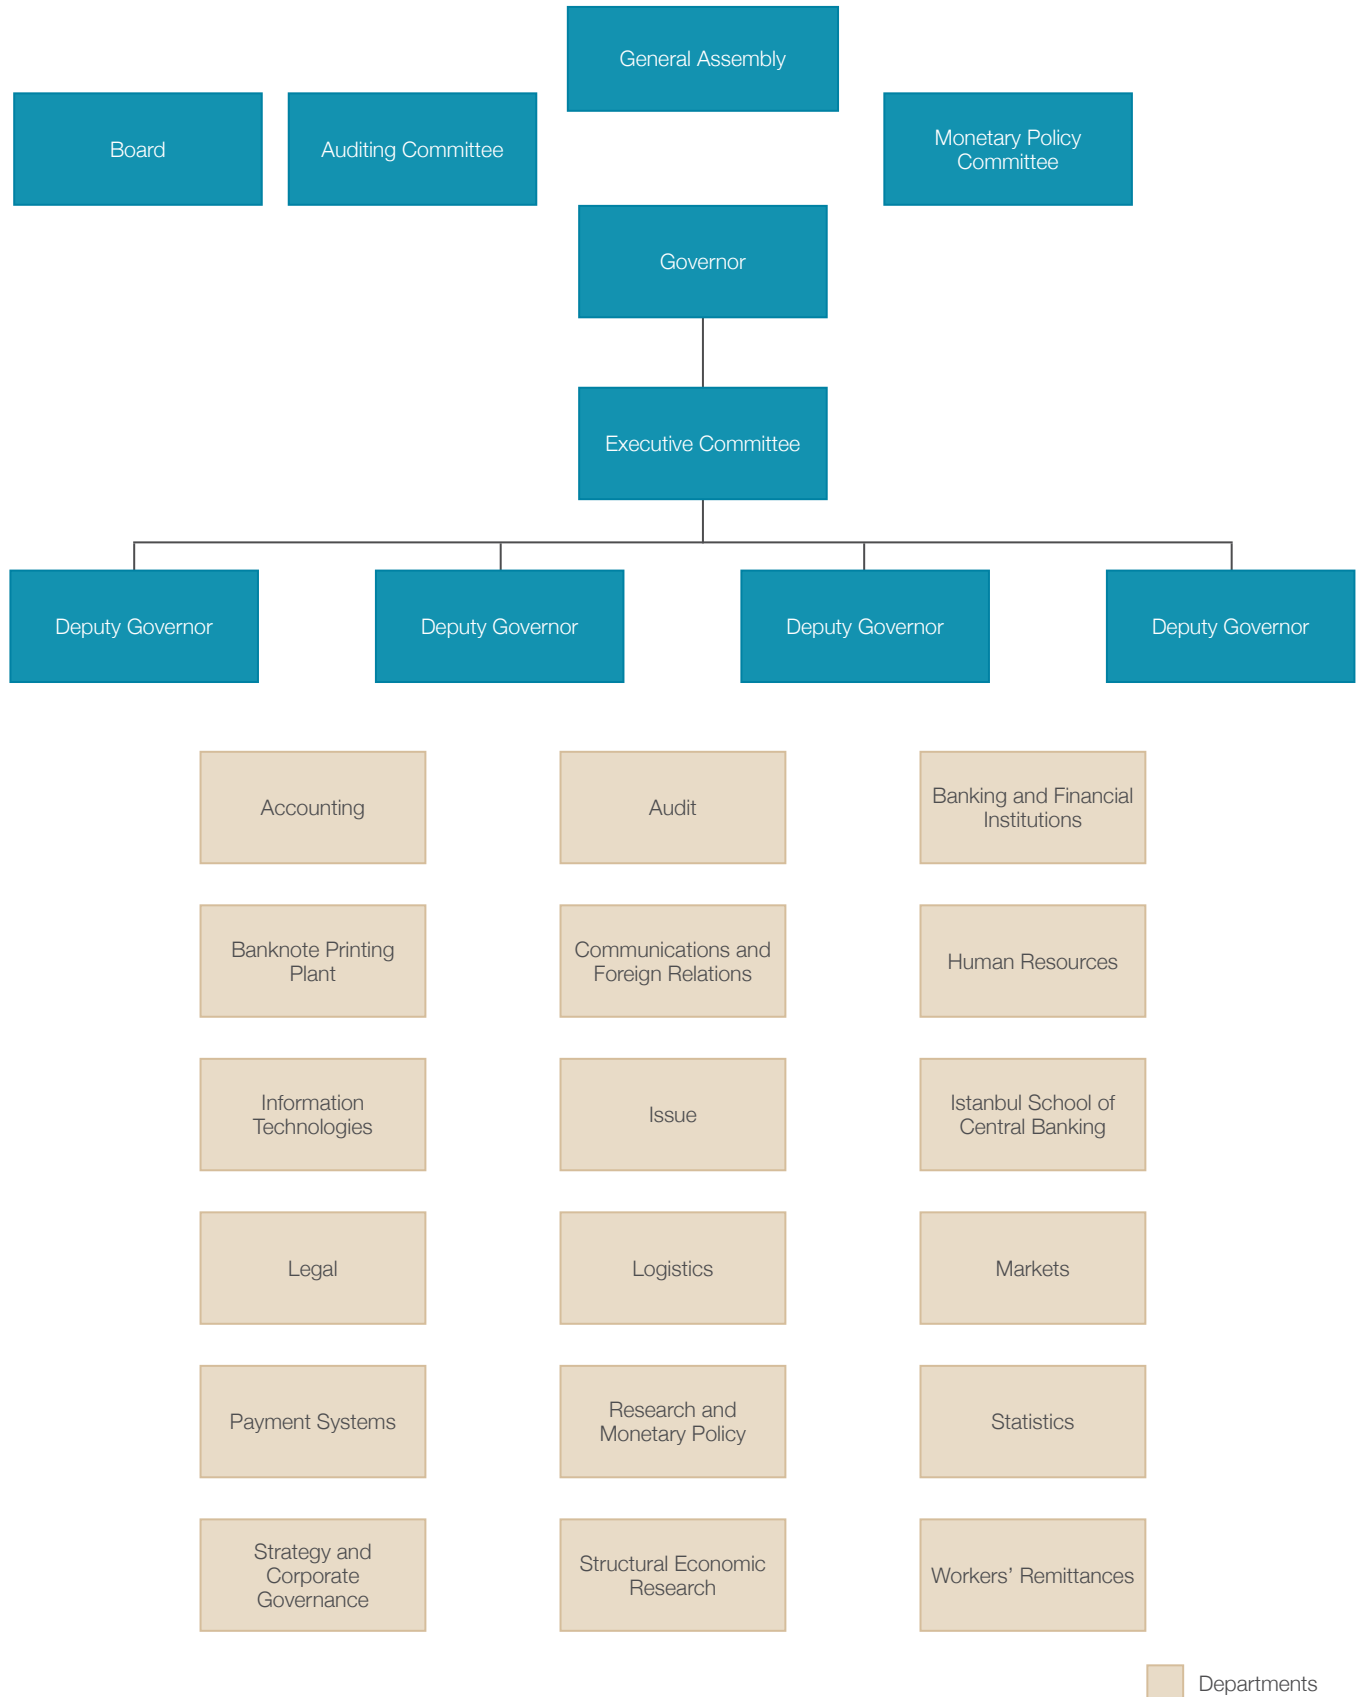 General Assembly
Board
Auditing Committee
Monetary Policy
Committee
Governor
Executive Committee
Deputy Governor
Deputy Governor
Deputy Governor
Deputy Governor
Accounting
Audit
Banking and Financial
Institutions
Banknote Printing
Plant
Communications and
Foreign Relations
Human Resources
Information
Technologies
Issue
Istanbul School of
Central Banking
Legal
Logistics
Markets
Payment Systems
Research and
Monetary Policy
Statistics
Strategy and
Corporate
Governance
Structural Economic
Research
Workers’ Remittances
Departments